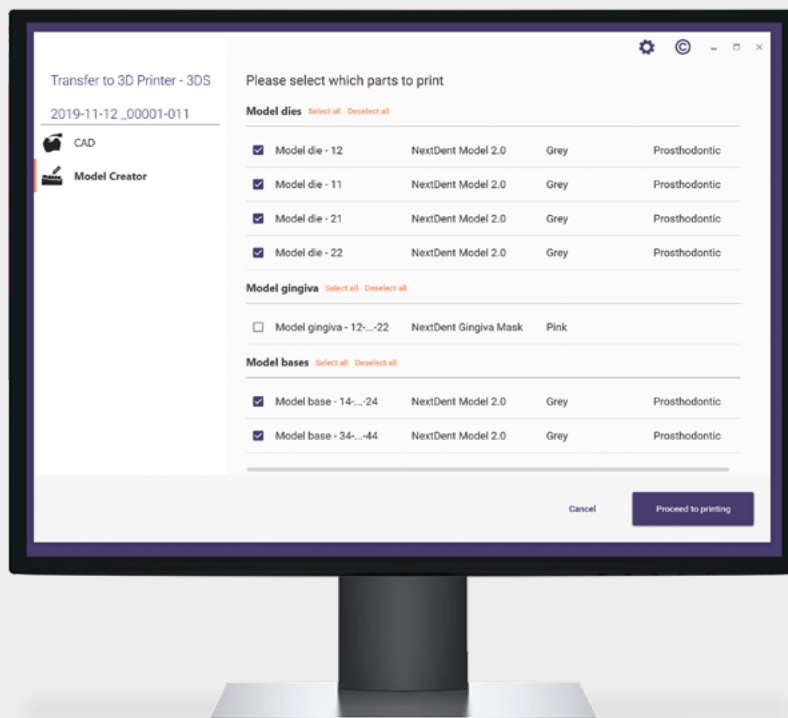 Transfer to 3D Printer - 3DS
2019-11-12 _00001-011
CAD
Model Creator
Please select which parts to print
Model dies Select all Deselect all
Model die - 12 NextDent Model 2.0 Grey Prosthodontic
Model die - 11 NextDent Model 2.0 Grey Prosthodontic
Model die - 21 NextDent Model 2.0 Grey Prosthodontic
Model die - 22 NextDent Model 2.0 Grey Prosthodontic
Model gingiva Select all Deselect all
Model gingiva - 12-...-22 NextDent Gingiva Mask Pink
Model bases Select all Deselect all
Model base - 14-...-24 NextDent Model 2.0 Grey Prosthodontic
Model base - 34-...-44 NextDent Model 2.0 Grey Prosthodontic
Cancel Proceed to printing